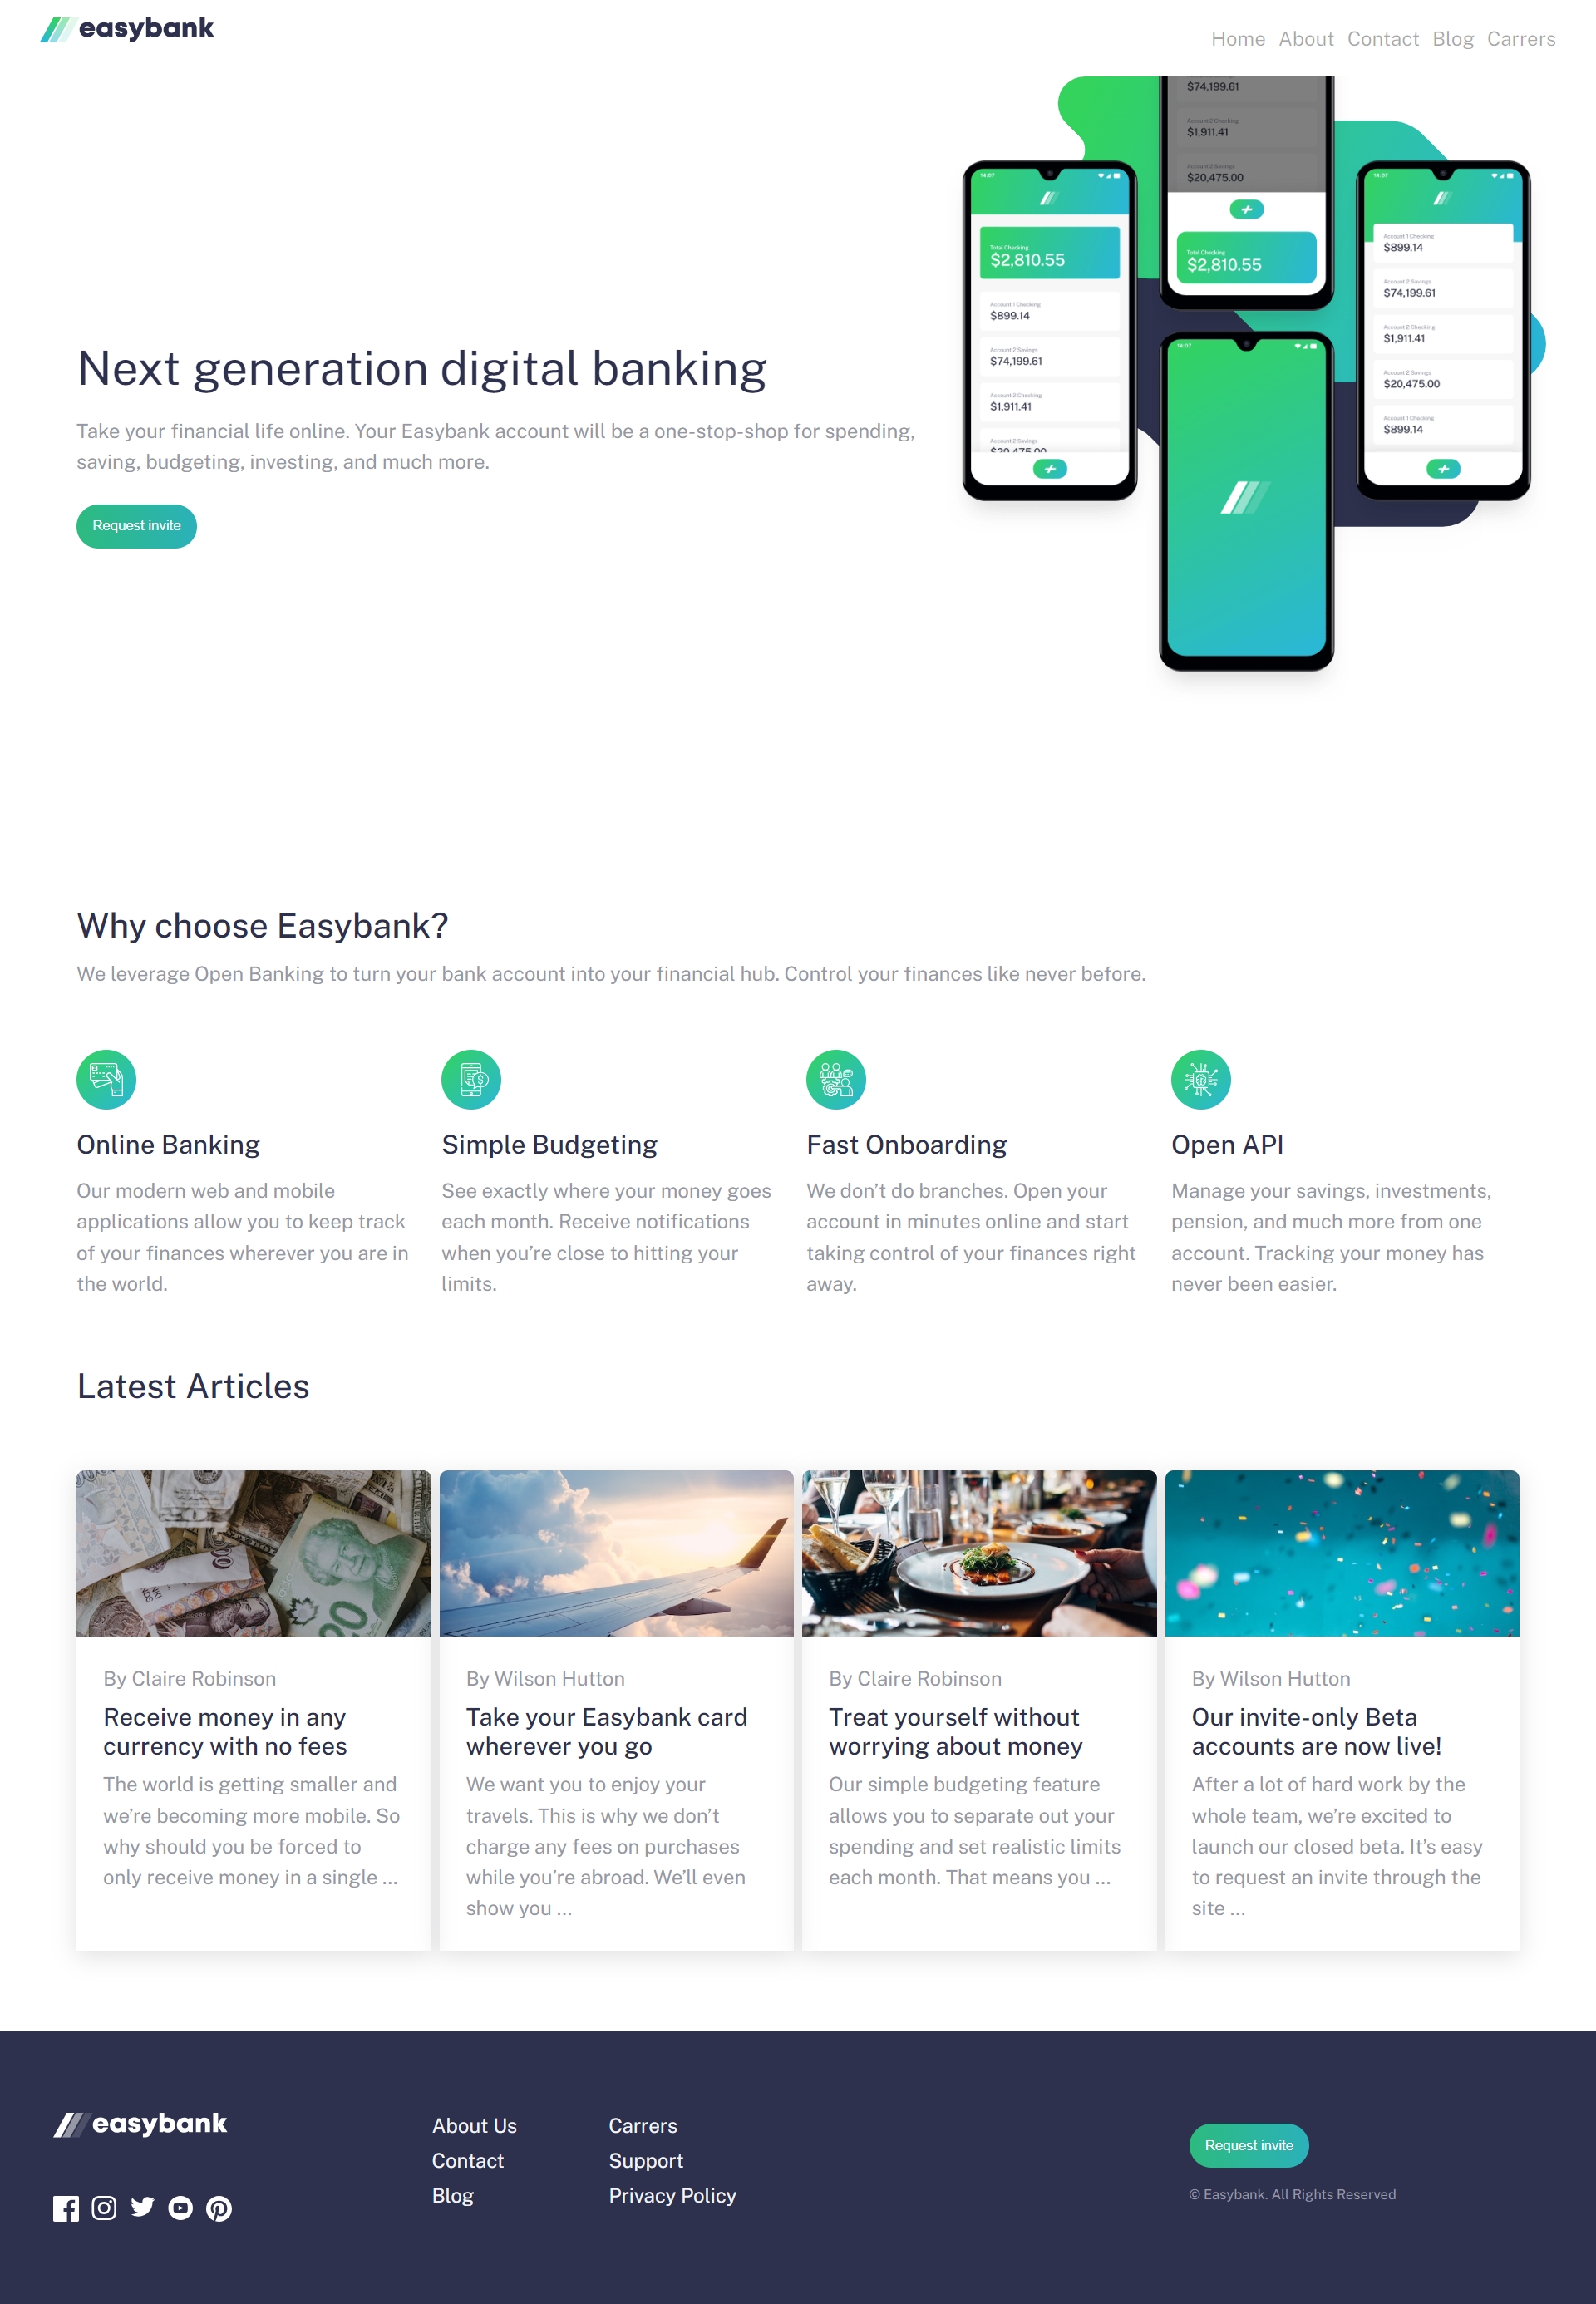 easybank
Home About Contact Blog Carrers
$74,199.61
Account 2 Checking
$1,911.41
Account 2 Savings
$20,475.00
Total Checking
$2,810.55
14:07
Total Checking
$2,810.55
Account 1 Checking
$899.14
Account 2 Savings
$74,199.61
Account 2 Checking
$1,911.41
Account 2 Savings
$20,475.00
14:07
Account 1 Checking
$899.14
Account 2 Savings
$74,199.61
Account 2 Checking
$1,911.41
Account 2 Savings
$20,475.00
Account 1 Checking
$899.14
14:07
Next generation digital banking
Take your financial life online. Your Easybank account will be a one-stop-shop for spending,
saving, budgeting, investing, and much more.
Request invite
Why choose Easybank?
We leverage Open Banking to turn your bank account into your financial hub. Control your finances like never before.
Online Banking
Our modern web and mobile
applications allow you to keep track
of your finances wherever you are in
the world.
Simple Budgeting
See exactly where your money goes
each month. Receive notifications
when you’re close to hitting your
limits.
Fast Onboarding
We don’t do branches. Open your
account in minutes online and start
taking control of your finances right
away.
Open API
Manage your savings, investments,
pension, and much more from one
account. Tracking your money has
never been easier.
Latest Articles
20
By Claire Robinson
Receive money in any
currency with no fees
The world is getting smaller and
we’re becoming more mobile. So
why should you be forced to
only receive money in a single …
By Wilson Hutton
Take your Easybank card
wherever you go
We want you to enjoy your
travels. This is why we don’t
charge any fees on purchases
while you’re abroad. We’ll even
show you …
By Claire Robinson
Treat yourself without
worrying about money
Our simple budgeting feature
allows you to separate out your
spending and set realistic limits
each month. That means you …
By Wilson Hutton
Our invite-only Beta
accounts are now live!
After a lot of hard work by the
whole team, we’re excited to
launch our closed beta. It’s easy
to request an invite through the
site …
easybank
About Us
Contact
Blog
Carrers
Support
Privacy Policy
Request invite
© Easybank. All Rights Reserved